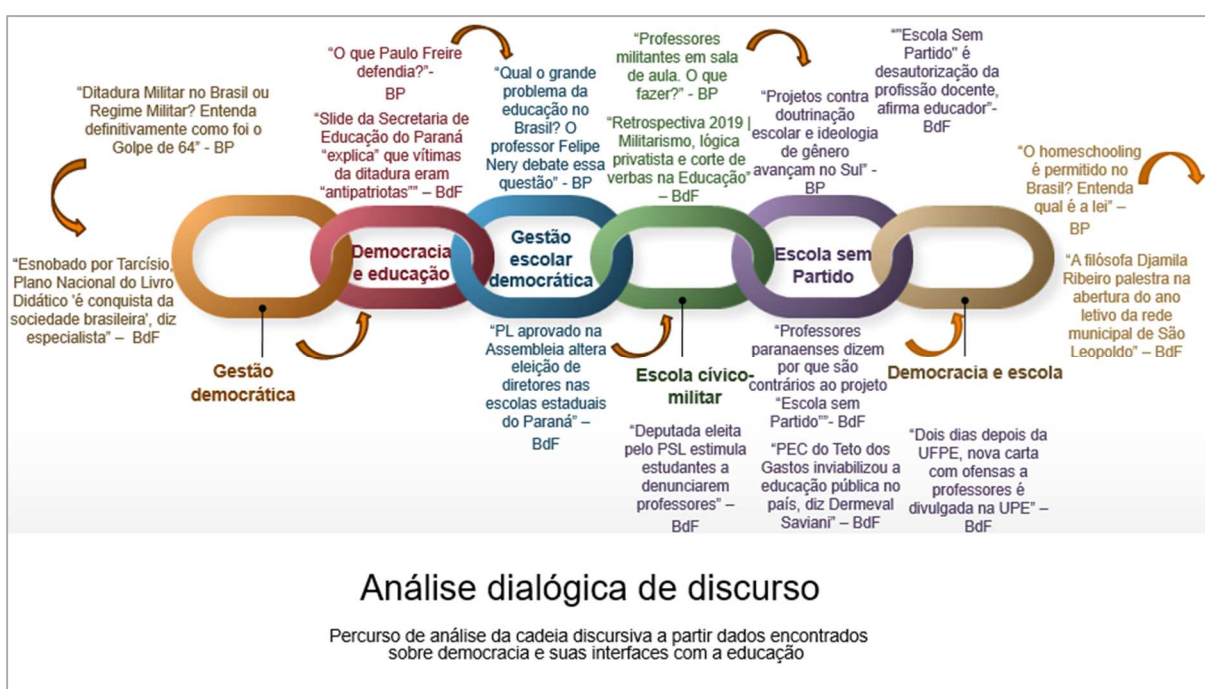 “Ditadura Militar no Brasil ou
Regime Militar? Entenda
definitivamente como foi o
Golpe de 64” - BP
“Esnobado por Tarcísio,
Plano Nacional do Livro
Didático 'é conquista da
sociedade brasileira', diz
especialista” – BdF
Gestão
democrática
“O que Paulo Freire
defendia?”-
BP
“Slide da Secretaria de
Educação do Paraná
“explica” que vítimas
da ditadura eram
“antipatriotas”” – BdF
Democracia
e educação
“Qual o grande
problema da
educação no
Brasil? O
professor Felipe
Nery debate essa
questão” - BP
Gestão
escolar
democrática
“PL aprovado na
Assembleia altera
eleição de
diretores nas
escolas estaduais
do Paraná” –
BdF
“Professores
militantes em sala
de aula. O que
fazer?” - BP
“Retrospectiva 2019 |
Militarismo, lógica
privatista e corte de
verbas na Educação”
– BdF
Escola cívico-
militar
“Deputada eleita
pelo PSL estimula
estudantes a
denunciarem
professores” –
BdF
“Projetos contra
doutrinação
escolar e ideologia
de gênero
avançam no Sul” -
BP
“"Escola Sem
Partido" é
desautorização da
profissão docente,
afirma educador”-
BdF
Escola sem
Partido
“Professores
paranaenses dizem
por que são
contrários ao projeto
“Escola sem
Partido””- BdF
“PEC do Teto dos
Gastos inviabilizou a
educação pública no
país, diz Dermeval
Saviani” – BdF
“O homeschooling
é permitido no
Brasil? Entenda
qual é a lei” –
BP
“A filósofa Djamila
Ribeiro palestra na
abertura do ano
letivo da rede
municipal de São
Leopoldo” – BdF
Democracia e escola
“Dois dias depois da
UFPE, nova carta
com ofensas a
professores é
divulgada na UPE” –
BdF
Análise dialógica de discurso
Percurso de análise da cadeia discursiva a partir dados encontrados
sobre democracia e suas interfaces com a educação